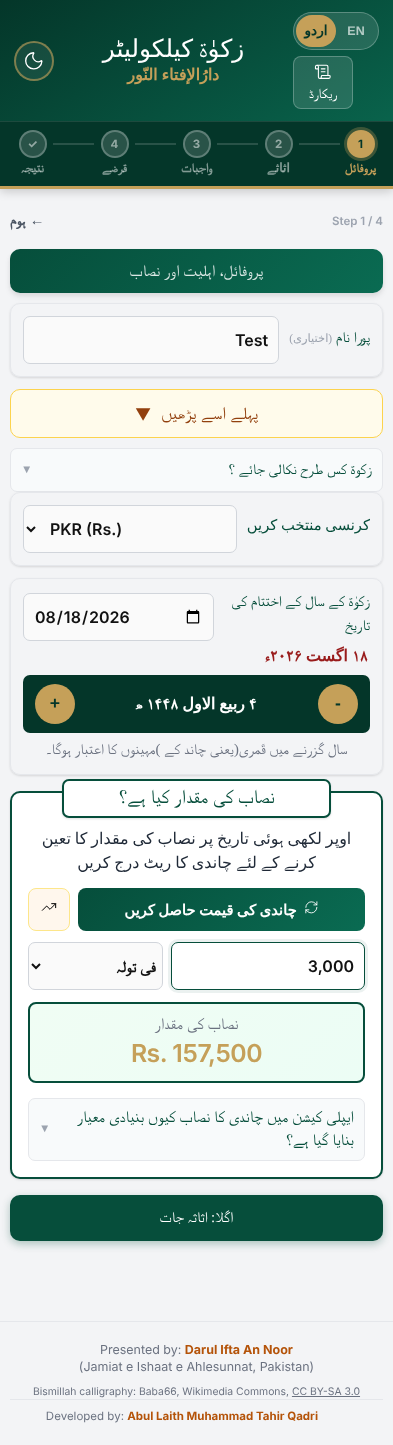 اردو EN
زکوٰۃ کیلکولیٹر
دارُالإفتاء النّور
ریکارڈ
1 2 3 4 ✓
پروفائل اثاثے واجبات قرضے نتیجہ
Step 1 / 4
← ہوم
پروفائل، اہلیت اور نصاب
پورا نام (اختیاری)
Test
پہلے اسے پڑھیں ▼
زکوۃ کس طرح نکالی جائے ؟ ▼
کرنسی منتخب کریں
PKR (Rs.)
زکوٰۃ کے سال کے اختتام کی
تاریخ
08/18/2026
۱۸ اگست ۲۰۲۶ء
- ۴ ربیع الاول ۱۴۴۸ ھ +
سال گزرنے میں قمری(یعنی چاند کے )مہینوں کا اعتبار ہوگا۔
نصاب کی مقدار کیا ہے؟
اوپر لکھی ہوئی تاریخ پر نصاب کی مقدار کا تعین
کرنے کے لئے چاندی کا ریٹ درج کریں
چاندی کی قیمت حاصل کریں
3,000
فی تولہ
نصاب کی مقدار
Rs. 157,500
ایپلی کیشن میں چاندی کا نصاب کیوں بنیادی معیار
بنایا گیا ہے؟ ▼
اگلا: اثاثہ جات
Presented by: Darul Ifta An Noor
(Jamiat e Ishaat e Ahlesunnat, Pakistan)
Bismillah calligraphy: Baba66, Wikimedia Commons, CC BY-SA 3.0
Developed by: Abul Laith Muhammad Tahir Qadri